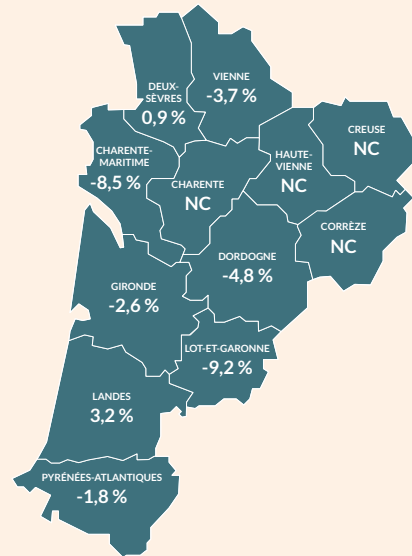 DEUX-
SÈVRES
0,9 %
VIENNE
-3,7 %
CREUSE
NC
CHARENTE-
MARITIME
-8,5 %
HAUTE-
VIENNE
NC
CHARENTE
NC
CORRÈZE
NC
DORDOGNE
-4,8 %
GIRONDE
-2,6 %
LOT-ET-GARONNE
-9,2 %
LANDES
3,2 %
PYRÉNÉES-ATLANTIQUES
-1,8 %